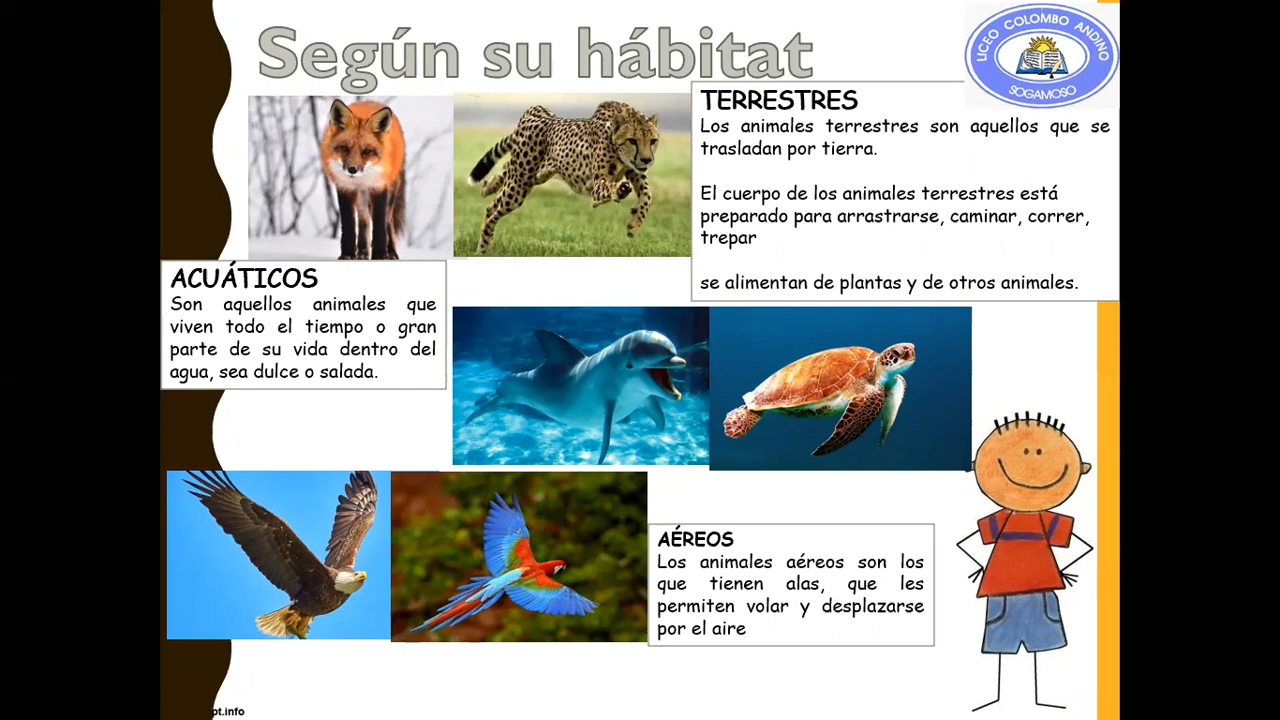 Según su hábitat
LICEO COLOMBO ANDINO
SOGAMOSO
TERRESTRES
Los animales terrestres son aquellos que se
trasladan por tierra.
El cuerpo de los animales terrestres está
preparado para arrastrarse, caminar, correr,
trepar
se alimentan de plantas y de otros animales.
ACUÁTICOS
Son aquellos animales que
viven todo el tiempo o gran
parte de su vida dentro del
agua, sea dulce o salada.
AÉREOS
Los animales aéreos son los
que tienen alas, que les
permiten volar y desplazarse
por el aire
pt.info